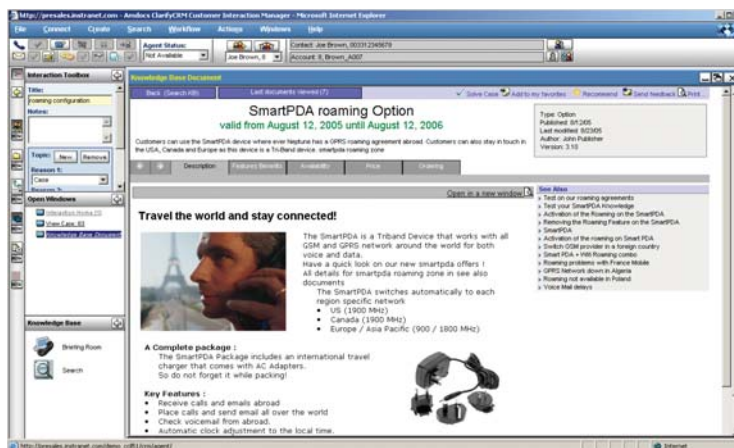 http://presales.instranet.com - Amdocs ClarifyCRM Customer Interaction Manager - Microsoft Internet Explorer
File Connect Create Search Workflow Actions Windows Help
Agent Status:
Not Available
Joe Brown, 8
Contact: Joe Brown, 003312345678
Account: 8, Brown_A007
Interaction Toolbox
Title:
roaming configuration
Notes:
Topic: New Remove
Reason 1:
Case
Reason 2:
Open Windows
Interaction Home
View Case: 83
Knowledge Base Document
Knowledge Base
Briefing Room
Search
Knowledge Base Document
Back (Search KB) Last documents viewed (7)
Solve Case Add to my favorites Recommend Send feedback Print
SmartPDA roaming Option
valid from August 12, 2005 until August 12, 2006
Type: Option
Published: 8/12/05
Last modified: 8/23/05
Author: John Publisher
Version: 3.10
Customers can use the SmartPDA device where ever Neptune has a GPRS roaming agreement abroad. Customers can also stay in touch in
the USA, Canada and Europe as this device is a Tri-Band device. smartpda roaming zone
Description Features Benefits Availability Price Ordering
Open in a new window
Travel the world and stay connected!
The SmartPDA is a Triband Device that works with all
GSM and GPRS network around the world for both
voice and data.
Have a quick look on our new smartpda offers !
All details for smartpda roaming zone in see also
documents
The SmartPDA switches automatically to each
region specific network
• US (1900 MHz)
• Canada (1900 MHz)
• Europe / Asia Pacific (900 / 1800 MHz)
A Complete package :
The SmartPDA Package includes an international travel
charger that comes with AC Adapters.
So do not forget it while packing!
Key Features :
• Receive calls and emails abroad
• Place calls and send email all over the world
• Check voicemail from abroad.
• Automatic clock adjustment to the local time.
See Also
Test on our roaming agreements
Test your SmartPDA Knowledge
Activation of the Roaming on the SmartPDA
Removing the Roaming Feature on the SmartPDA
SmartPDA
Activation of the roaming on Smart PDA
Switch GSM provider in a foreign country
Smart PDA + Wifi Roaming combo
Roaming problems with France Mobile
GPRS Network down in Algeria
Roaming not available in Poland
Voice Mail delays
Internet